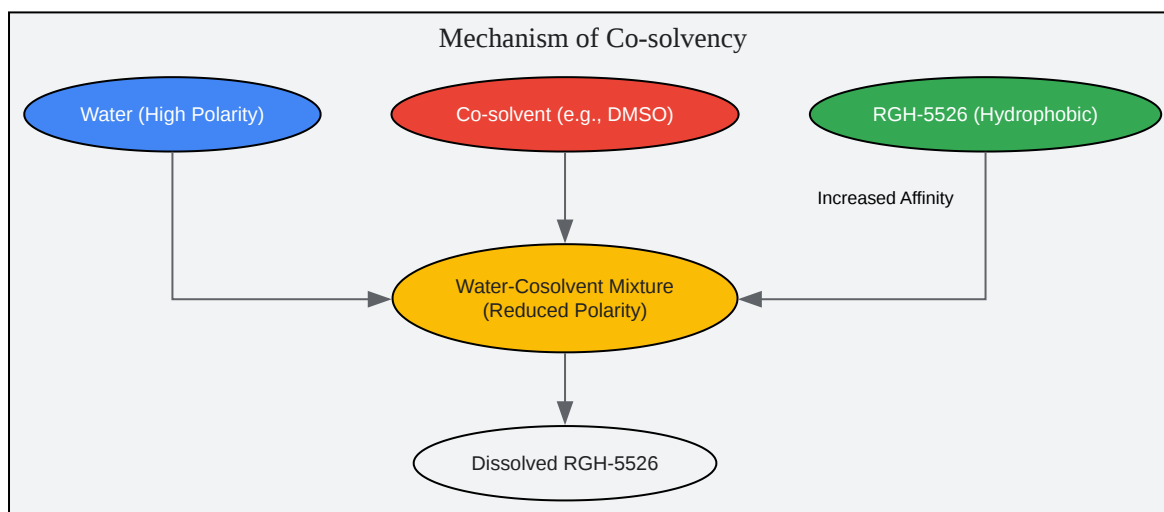 Mechanism of Co-solvency
Water (High Polarity)
Co-solvent (e.g., DMSO)
RGH-5526 (Hydrophobic)
Increased Affinity
Water-Cosolvent Mixture
(Reduced Polarity)
Dissolved RGH-5526